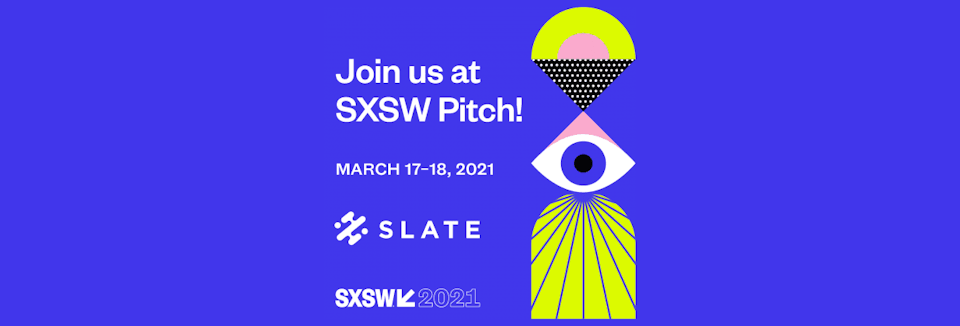 Join us at
SXSW Pitch!
MARCH 17–18, 2021
SLATE
SXSW 2021